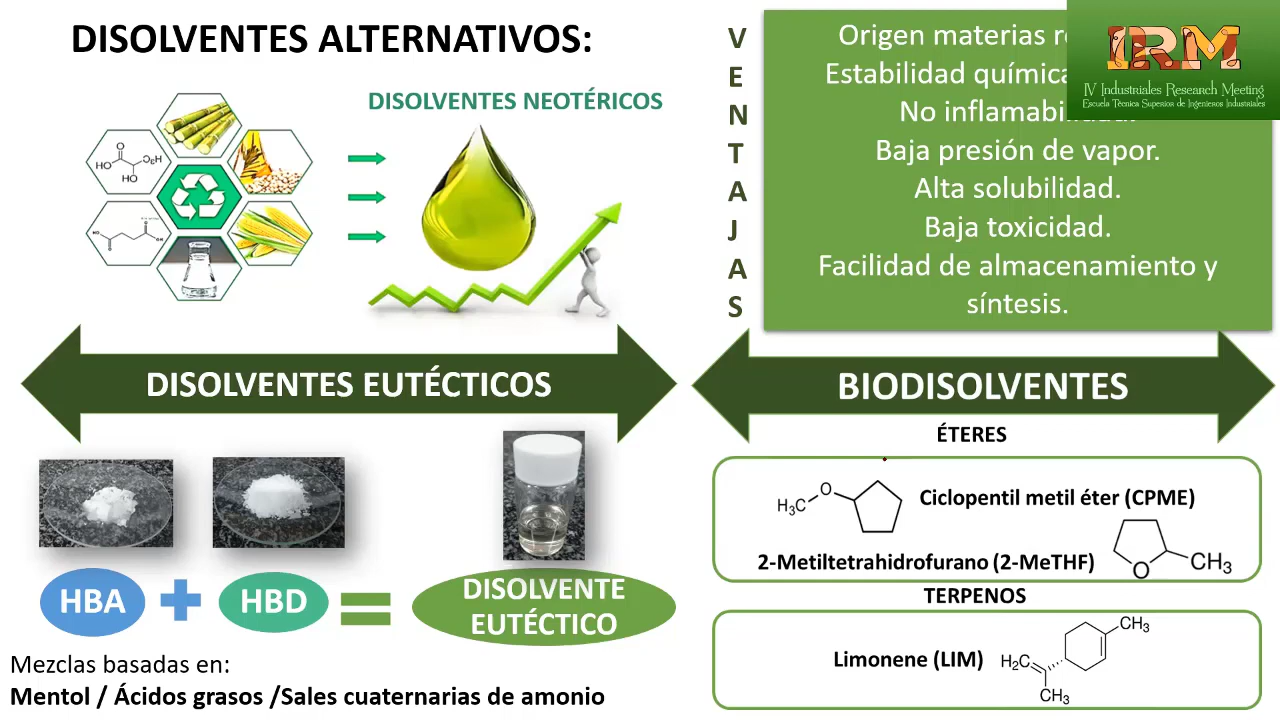 DISOLVENTES ALTERNATIVOS:
DISOLVENTES NEOTÉRICOS
HO
O
OH
OH
HO
O
O
OH
V
E
N
T
A
J
A
S
Origen materias
Estabilidad química
No
Baja presión de vapor.
Alta solubilidad.
Baja toxicidad.
Facilidad de almacenamiento y
síntesis.
IRM
IV Industriales Research Meeting
Escuela Técnica Superior de Ingenieros Industriales
DISOLVENTES EUTÉCTICOS
HBA + HBD =
DISOLVENTE
EUTÉCTICO
Mezclas basadas en:
Mentol / Ácidos grasos /Sales cuaternarias de amonio
BIODISOLVENTES
ÉTERES
H₃C O
Ciclopentil metil éter (CPME)
2-Metiltetrahidrofurano (2-MeTHF)
O CH₃
TERPENOS
Limonene (LIM)
CH₃
H₂C
CH₃